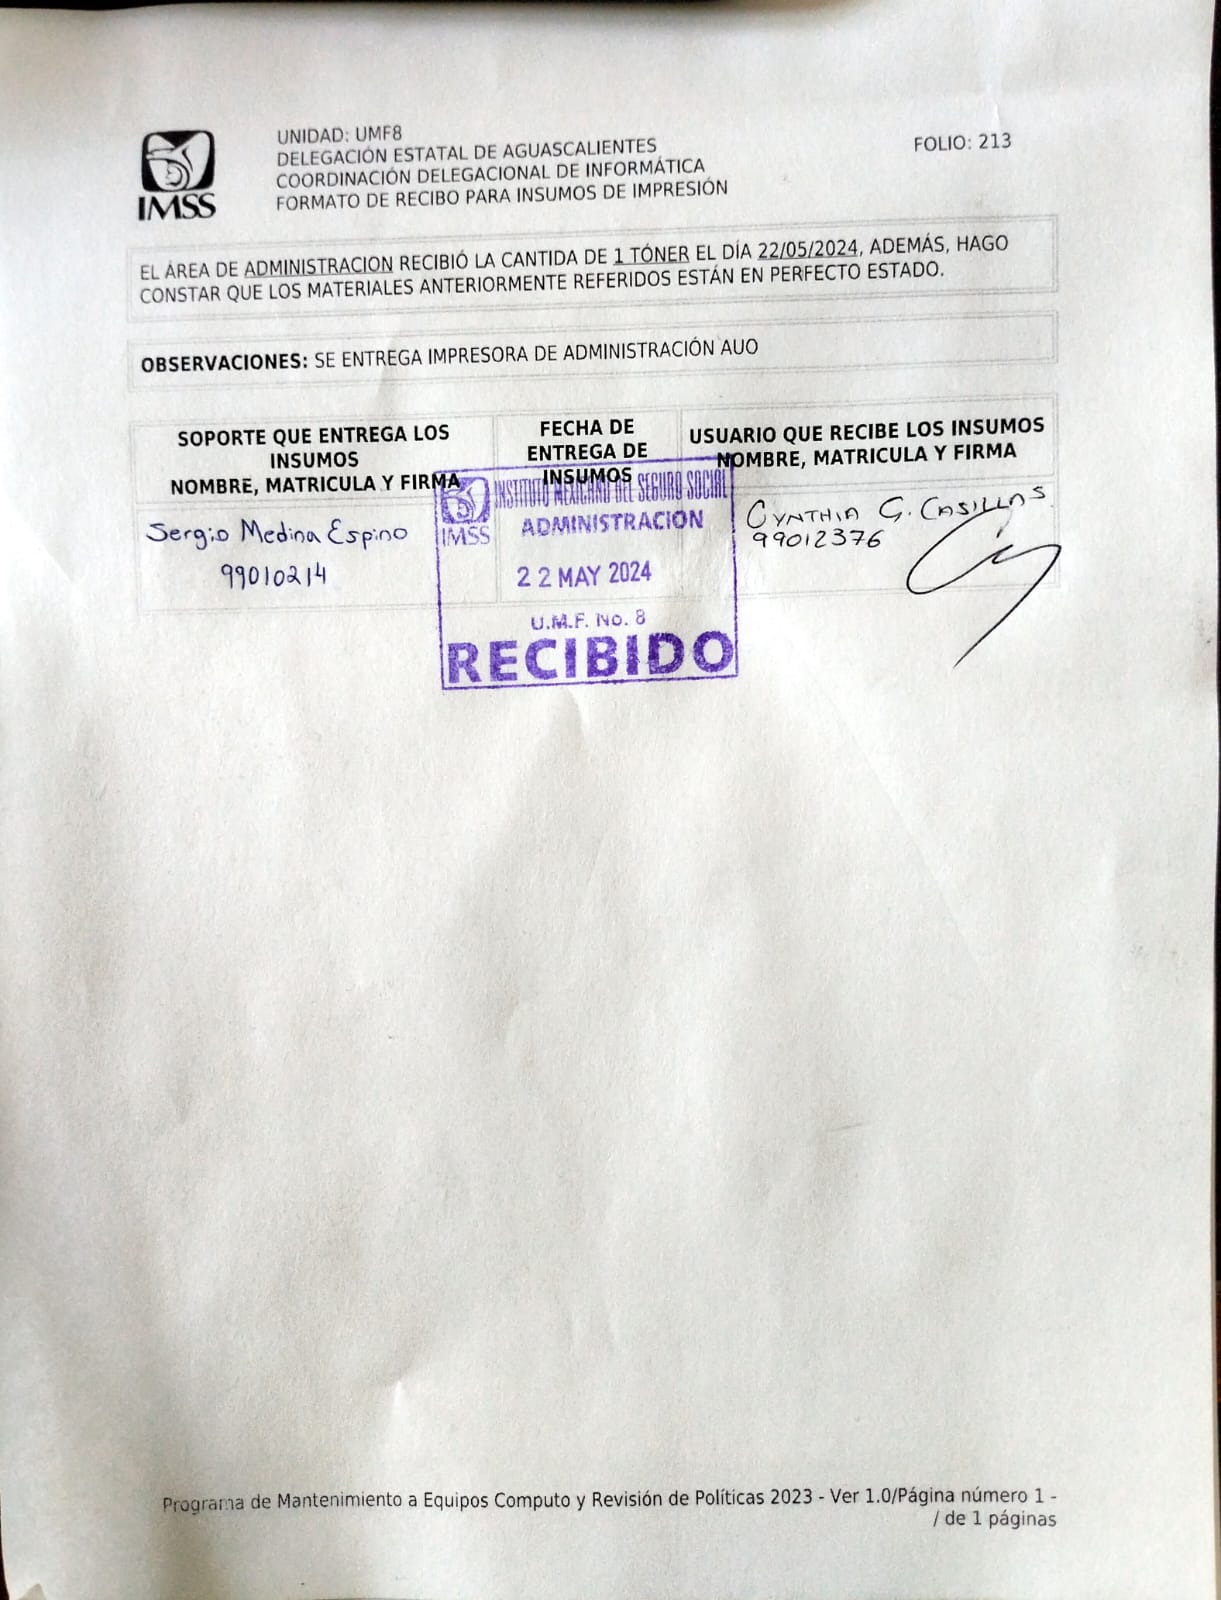 IMSS
UNIDAD: UMF8
DELEGACIÓN ESTATAL DE AGUASCALIENTES
COORDINACIÓN DELEGACIONAL DE INFORMÁTICA
FORMATO DE RECIBO PARA INSUMOS DE IMPRESIÓN
FOLIO: 213
EL ÁREA DE ADMINISTRACION RECIBIÓ LA CANTIDA DE 1 TÓNER EL DÍA 22/05/2024, ADEMÁS, HAGO
CONSTAR QUE LOS MATERIALES ANTERIORMENTE REFERIDOS ESTÁN EN PERFECTO ESTADO.
OBSERVACIONES: SE ENTREGA IMPRESORA DE ADMINISTRACIÓN AUO
SOPORTE QUE ENTREGA LOS
INSUMOS
NOMBRE, MATRICULA Y FIRMA
FECHA DE
ENTREGA DE
INSUMOS
USUARIO QUE RECIBE LOS INSUMOS
NOMBRE, MATRICULA Y FIRMA
Sergio Medina Espino
99010214
IMSS
INSTITUTO MEXICANO DEL SEGURO SOCIAL
ADMINISTRACION
22 MAY 2024
U.M.F. No. 8
RECIBIDO
CYNTHIA G. CASILLAS
99012376
Programa de Mantenimiento a Equipos Computo y Revisión de Políticas 2023 - Ver 1.0/Página número 1 -
/ de 1 páginas